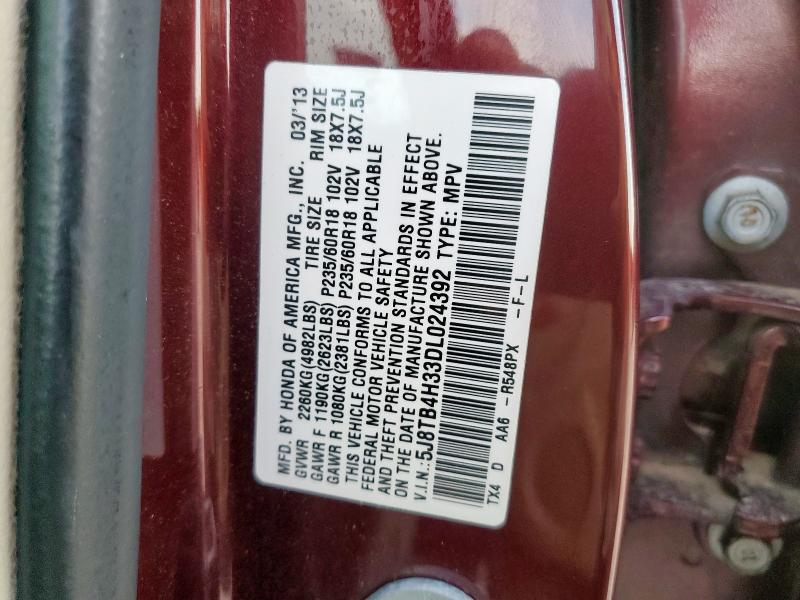 MFD. BY HONDA OF AMERICA MFG., INC. 03/'13
GVWR 2260KG(4982LBS) TIRE SIZE RIM SIZE
GAWR F 1190KG(2623LBS) P235/60R18 102V 18X7.5J
GAWR R 1080KG(2381LBS) P235/60R18 102V 18X7.5J
THIS VEHICLE CONFORMS TO ALL APPLICABLE
FEDERAL MOTOR VEHICLE SAFETY
AND THEFT PREVENTION STANDARDS IN EFFECT
ON THE DATE OF MANUFACTURE SHOWN ABOVE.
V.I.N.:5J8TB4H33DL024392 TYPE: MPV
TX4 D AA6 -R548PX -F-L